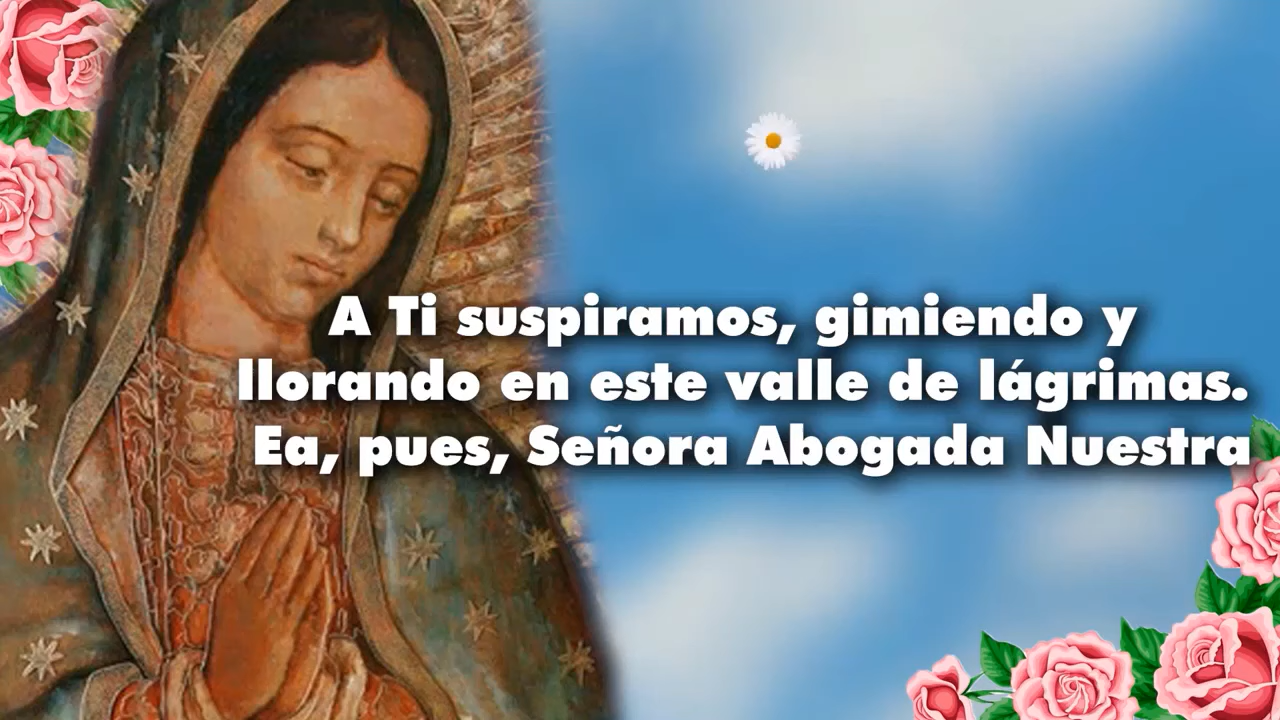 A Ti suspiramos, gimiendo y
llorando en este valle de lágrimas.
Ea, pues, Señora Abogada Nuestra